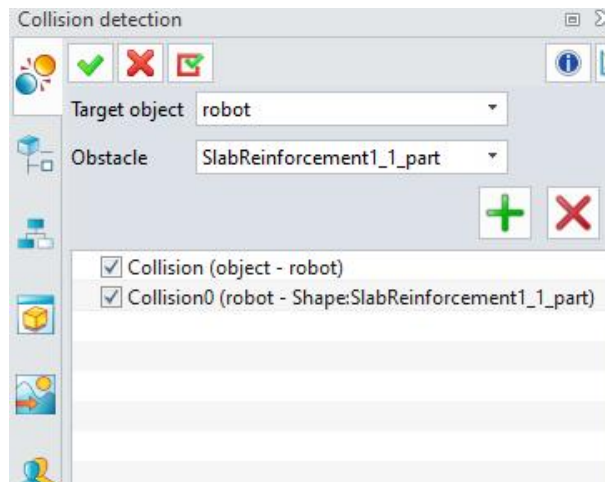 Collision detection
Target object robot
Obstacle SlabReinforcement1_1_part
Collision (object - robot)
Collision0 (robot - Shape:SlabReinforcement1_1_part)